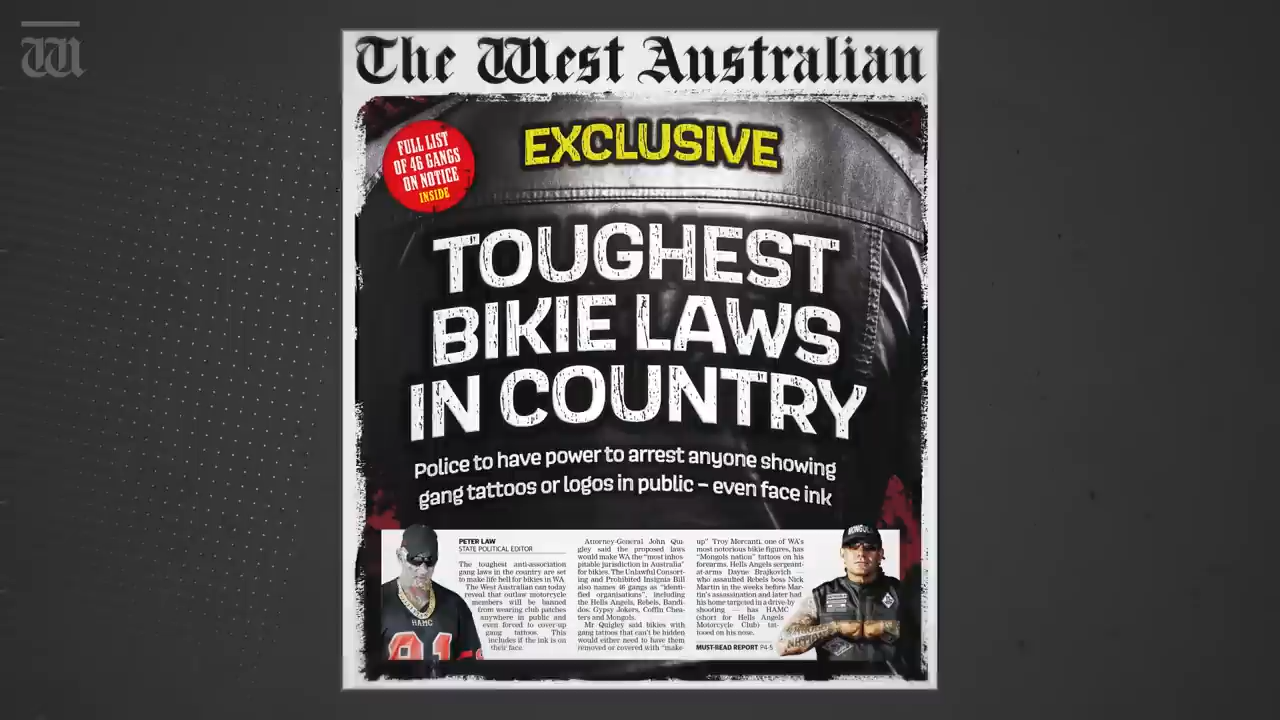 W
The West Australian
FULL LIST
OF 46 GANGS
ON NOTICE
INSIDE
EXCLUSIVE
TOUGHEST
BIKIE LAWS
IN COUNTRY
Police to have power to arrest anyone showing
gang tattoos or logos in public – even face ink
PETER LAW
STATE POLITICAL EDITOR
The toughest anti-association
gang laws in the country are set
to make life hell for bikies in WA.
The West Australian can today
reveal that outlaw motorcycle
members will be banned
from wearing club patches
anywhere in public and
even forced to cover-up
gang tattoos. This
includes if the ink is on
their face.
Attorney-General John Qui-
gley said the proposed laws
would make WA the “most inhos-
pitable jurisdiction in Australia”
for bikies. The Unlawful Consort-
ing and Prohibited Insignia Bill
also names 46 gangs as “identi-
fied organisations”, including
the Hells Angels, Rebels, Bandi-
dos, Gypsy Jokers, Coffin Chea-
ters and Mongols.
Mr Quigley said bikies with
gang tattoos that can’t be hidden
would either need to have them
removed or covered with “make-
up” Troy Mercanti, one of WA’s
most notorious bikie figures, has
“Mongols nation” tattoos on his
forearms. Hells Angels sergeant-
at-arms Dayne Brajkovich —
who assaulted Rebels boss Nick
Martin in the weeks before Mar-
tin’s assassination and later had
his home targeted in a drive-by
shooting — has HAMC
(short for Hells Angels
Motorcycle Club) tat-
tooed on his nose.
MUST-READ REPORT P4-5
HAMC
81
MONGOLS